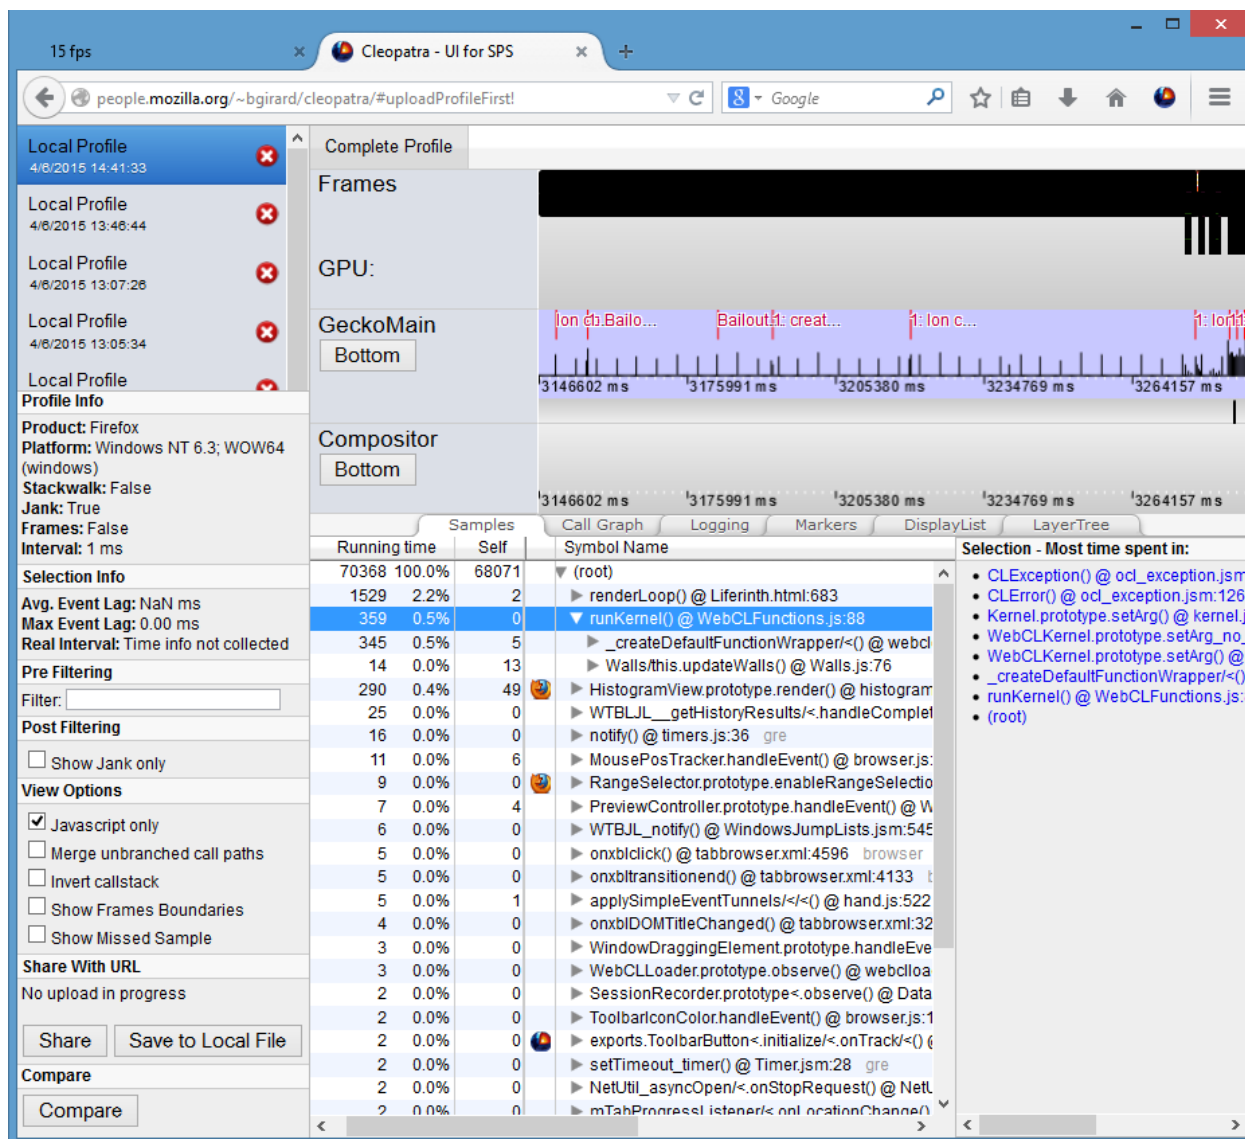 15 fps
Cleopatra - UI for SPS
people.mozilla.org/~bgirard/cleopatra/#uploadProfileFirst!
Google
Local Profile
4/6/2015 14:41:33
Local Profile
4/6/2015 13:46:44
Local Profile
4/6/2015 13:07:26
Local Profile
4/6/2015 13:05:34
Local Profile
Profile Info
Product: Firefox
Platform: Windows NT 6.3; WOW64
(windows)
Stackwalk: False
Jank: True
Frames: False
Interval: 1 ms
Selection Info
Avg. Event Lag: NaN ms
Max Event Lag: 0.00 ms
Real Interval: Time info not collected
Pre Filtering
Filter:
Post Filtering
Show Jank only
View Options
Javascript only
Merge unbranched call paths
Invert callstack
Show Frames Boundaries
Show Missed Sample
Share With URL
No upload in progress
Share Save to Local File
Compare
Compare
Complete Profile
Frames
GPU:
GeckoMain
Bottom
Ion Bailo... Bailout 1: creat... 1: Ion c... 1: Ion
3146602 ms 3175991 ms 3205380 ms 3234769 ms 3264157 ms
Compositor
Bottom
3146602 ms 3175991 ms 3205380 ms 3234769 ms 3264157 ms
Samples Call Graph Logging Markers DisplayList LayerTree
Running time Self Symbol Name
70368 100.0% 68071 (root)
1529 2.2% 2 renderLoop() @ Liferinth.html:683
359 0.5% 0 runKernel() @ WebCLFunctions.js:88
345 0.5% 5 _createDefaultFunctionWrapper/<() @ webcl
14 0.0% 13 Walls/this.updateWalls() @ Walls.js:76
290 0.4% 49 HistogramView.prototype.render() @ histogram
25 0.0% 0 WTBLJL__getHistoryResults/<.handleComplet
16 0.0% 0 notify() @ timers.js:36 gre
11 0.0% 6 MousePosTracker.handleEvent() @ browser.js:
9 0.0% 0 RangeSelector.prototype.enableRangeSelectio
7 0.0% 4 PreviewController.prototype.handleEvent() @ W
6 0.0% 0 WTBJL_notify() @ WindowsJumpLists.jsm:545
5 0.0% 0 onxblclick() @ tabbrowser.xml:4596 browser
5 0.0% 0 onxbltransitionend() @ tabbrowser.xml:4133
5 0.0% 1 applySimpleEventTunnels/</<() @ hand.js:522
4 0.0% 0 onxblDOMTitleChanged() @ tabbrowser.xml:32
3 0.0% 0 WindowDraggingElement.prototype.handleEve
3 0.0% 0 WebCLLoader.prototype.observe() @ webclloa
2 0.0% 0 SessionRecorder.prototype<.observe() @ Data
2 0.0% 0 ToolbarIconColor.handleEvent() @ browser.js:1
2 0.0% 0 exports.ToolbarButton<.initialize/<.onTrack/<() @
2 0.0% 0 setTimeout_timer() @ Timer.jsm:28 gre
2 0.0% 0 NetUtil_asyncOpen/<.onStopRequest() @ NetU
2 0.0% 0 mTabProgressListener/<.onLocationChange()
Selection - Most time spent in:
CLException() @ ocl_exception.jsm
CLError() @ ocl_exception.jsm:126
Kernel.prototype.setArg() @ kernel.j
WebCLKernel.prototype.setArg_no_
WebCLKernel.prototype.setArg() @
_createDefaultFunctionWrapper/<()
runKernel() @ WebCLFunctions.js:
(root)